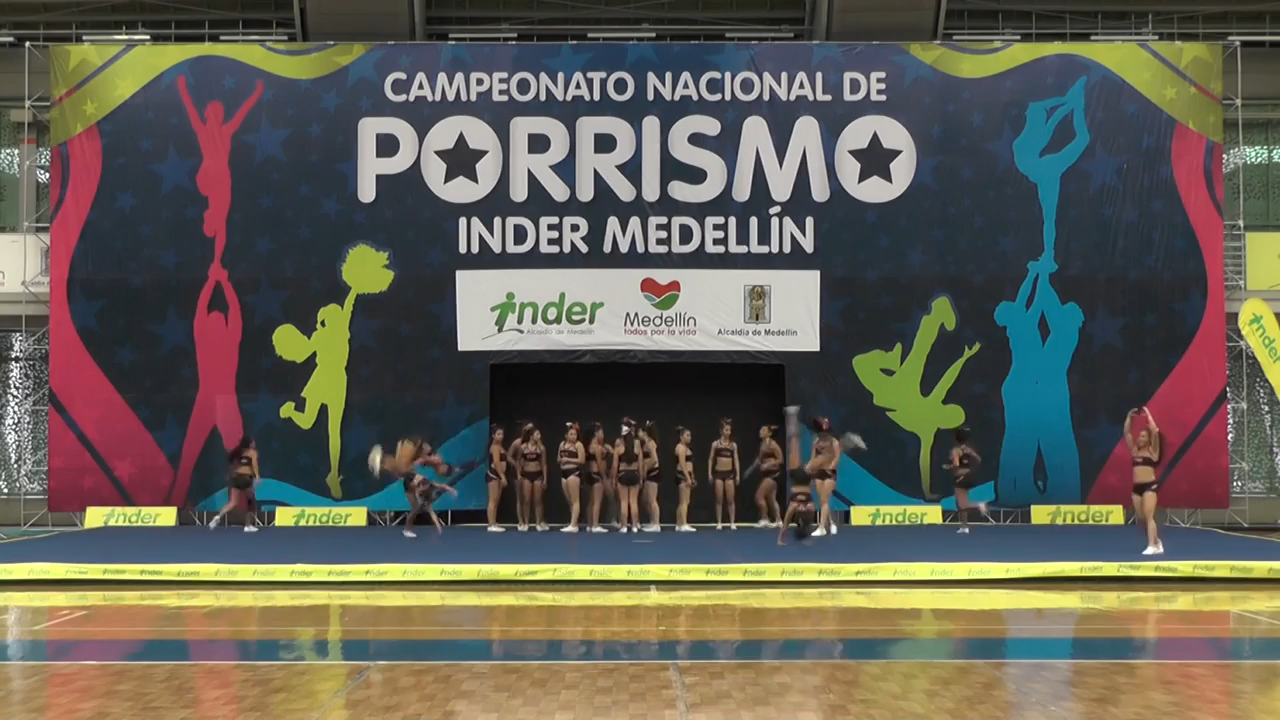 CAMPEONATO NACIONAL DE
PORRISMO
INDER MEDELLÍN
inder
Alcaldía de Medellín
Medellín
todos por la vida
Alcaldía de Medellín
inder
inder
inder
inder
inder